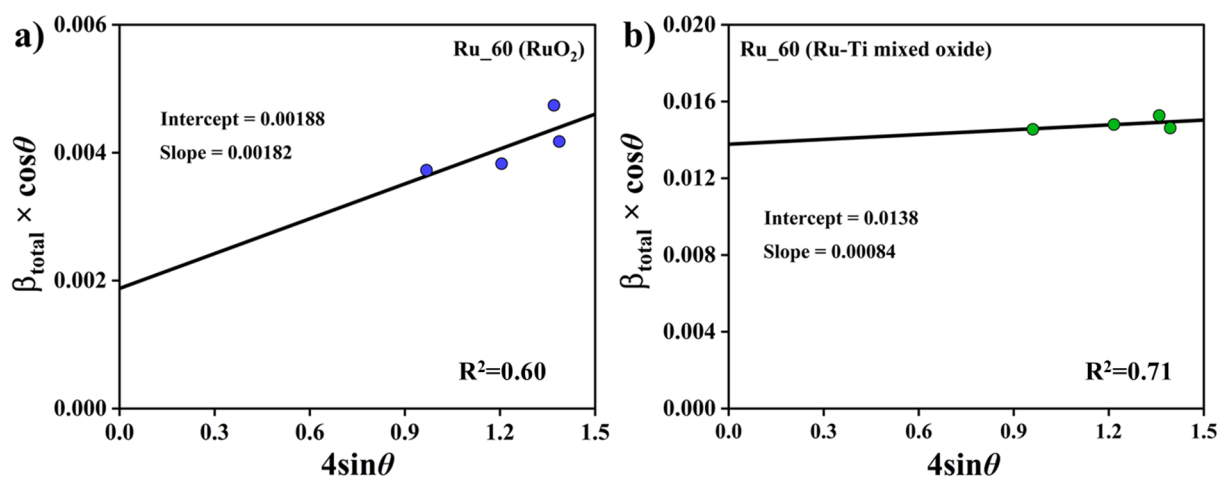 a)
Ru_60 (RuO₂)
Intercept = 0.00188
Slope = 0.00182
R²=0.60
0.006
0.004
0.002
0.000
0.0 0.3 0.6 0.9 1.2 1.5
4sinθ
β_total × cosθ
b)
Ru_60 (Ru-Ti mixed oxide)
Intercept = 0.0138
Slope = 0.00084
R²=0.71
0.020
0.016
0.012
0.008
0.004
0.000
0.0 0.3 0.6 0.9 1.2 1.5
4sinθ
β_total × cosθ